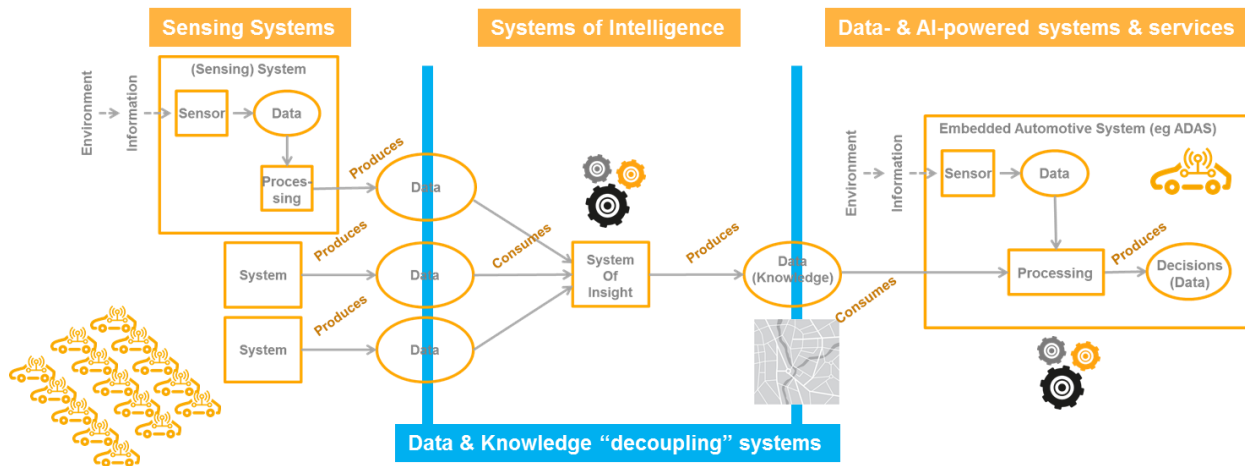 Sensing Systems
Systems of Intelligence
Data- & AI-powered systems & services
(Sensing) System
Environment
Information
Sensor
Data
Proces-
sing
Produces
Data
System
Produces
Data
System
Produces
Data
Consumes
System
Of
Insight
Produces
Data
(Knowledge)
Consumes
Embedded Automotive System (eg ADAS)
Environment
Information
Sensor
Data
Processing
Produces
Decisions
(Data)
Data & Knowledge “decoupling” systems